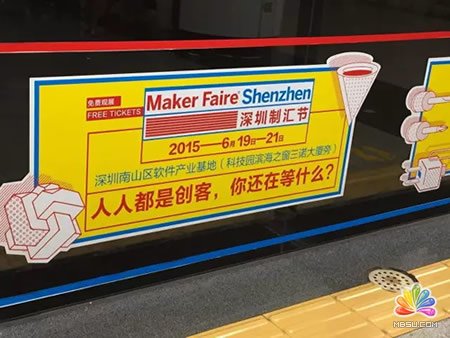 免费观展
FREE TICKETS
Maker Faire® Shenzhen
深圳制汇节
2015—6月19—21日
深圳南山区软件产业基地（科技园滨海之窗三诺大厦旁）
人人都是创客，你还在等什么？
MBSU.COM